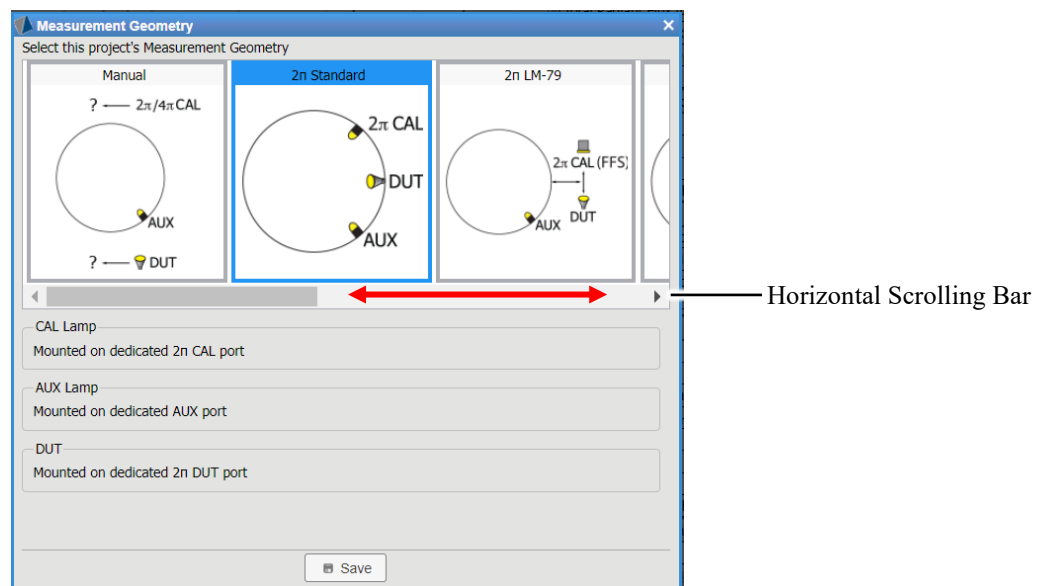 Measurement Geometry
Select this project's Measurement Geometry
Manual
? 2π/4π CAL
AUX
? DUT
2π Standard
2π CAL
DUT
AUX
2π LM-79
2π CAL (FFS)
AUX
DUT
Horizontal Scrolling Bar
CAL Lamp
Mounted on dedicated 2π CAL port
AUX Lamp
Mounted on dedicated AUX port
DUT
Mounted on dedicated 2π DUT port
Save